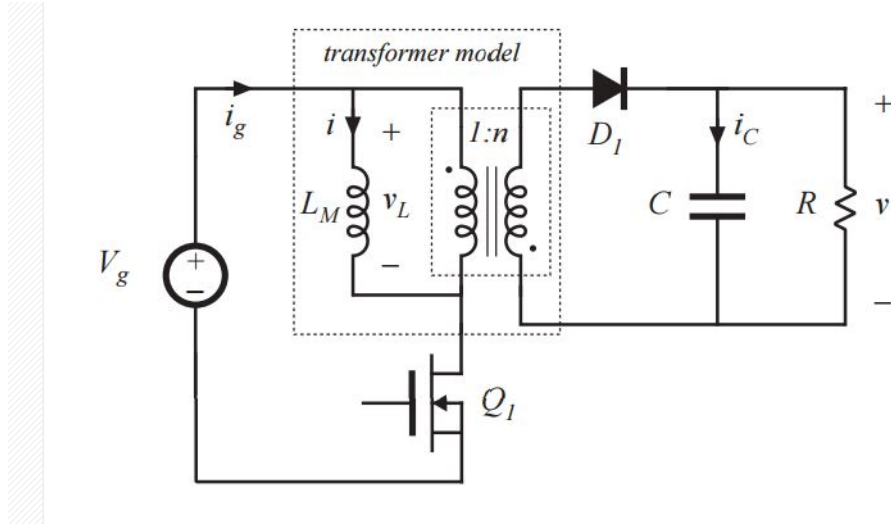 transformer model
i_g
i
+
1:n
D_1
i_C
+
L_M
v_L
C
R
v
V_g
+
−
−
−
Q_1